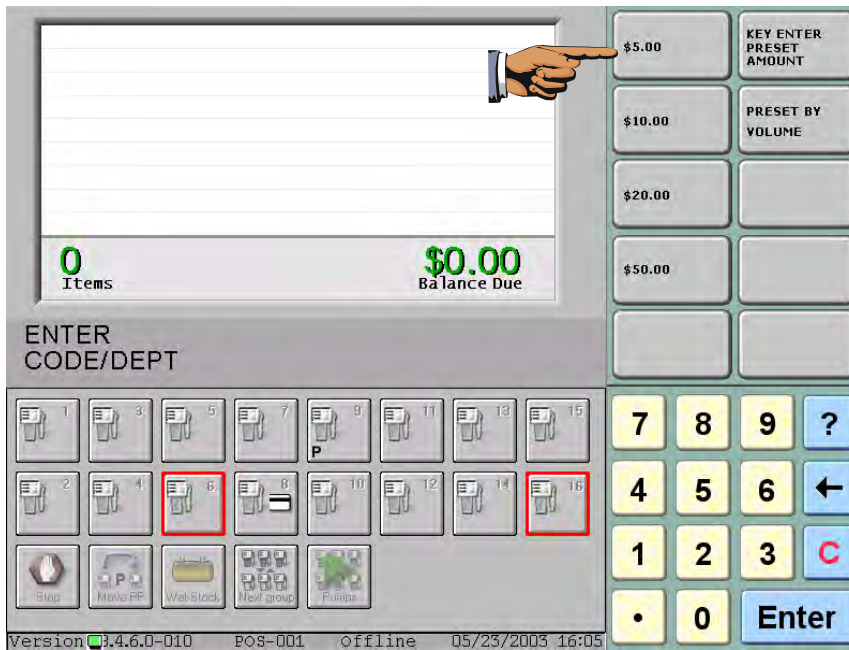 $5.00
KEY ENTER
PRESET
AMOUNT
$10.00
PRESET BY
VOLUME
$20.00
$50.00
0
Items
$0.00
Balance Due
ENTER
CODE/DEPT
1
3
5
7
9
P
11
13
15
2
4
6
8
10
12
14
16
Stop
P
Move PP
Wet-Stock
Next group
Pumps
7
8
9
?
4
5
6
←
1
2
3
C
•
0
Enter
Version 3.4.6.0-010 POS-001 Offline 05/23/2003 16:05